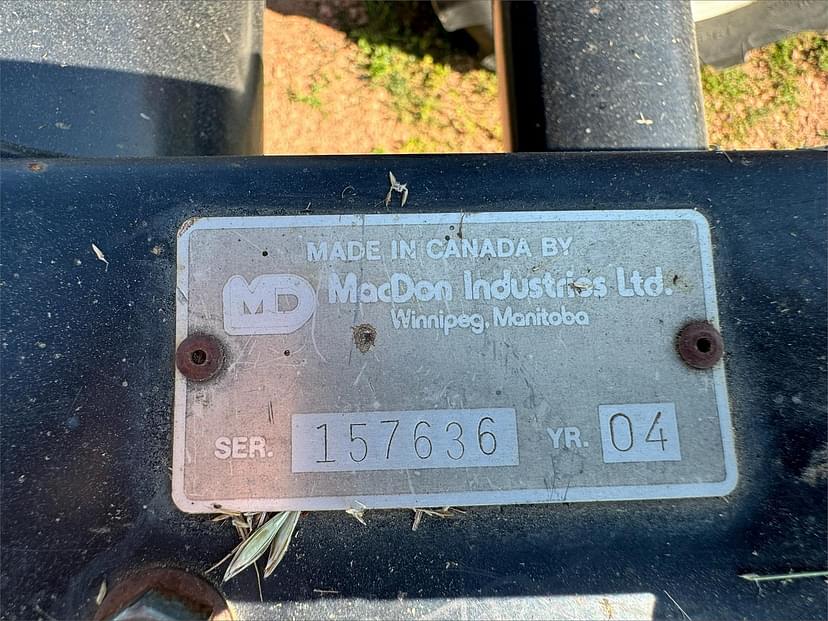 MADE IN CANADA BY
MD MacDon Industries Ltd.
Winnipeg, Manitoba
SER. 157636 YR. 04